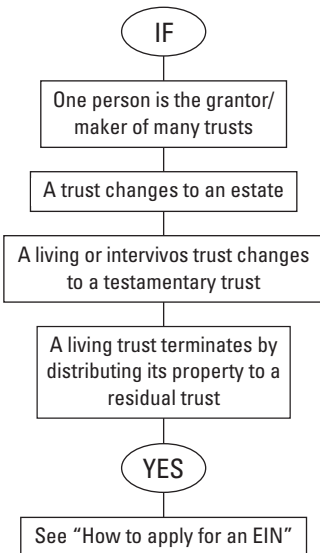 IF
One person is the grantor/
maker of many trusts
A trust changes to an estate
A living or intervivos trust changes
to a testamentary trust
A living trust terminates by
distributing its property to a
residual trust
YES
See “How to apply for an EIN”